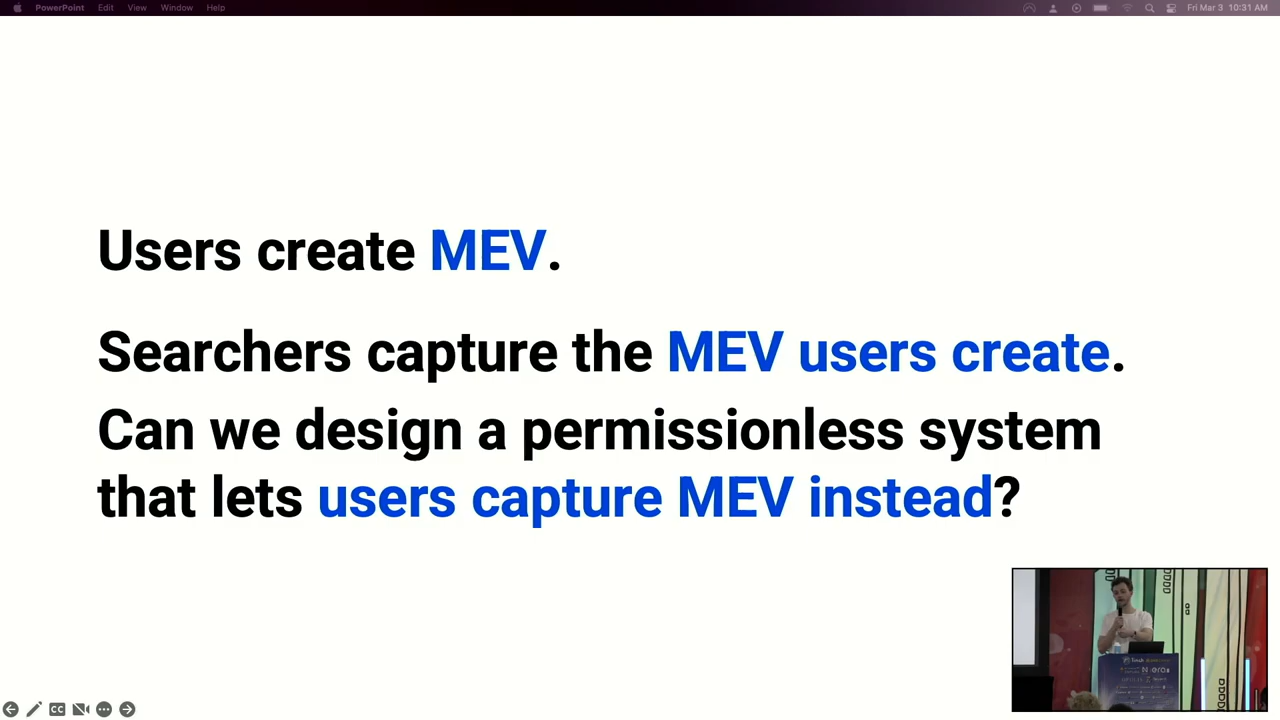 PowerPoint Edit View Window Help
Fri Mar 3 10:31 AM
Users create MEV.
Searchers capture the MEV users create.
Can we design a permissionless system
that lets users capture MEV instead?
CC